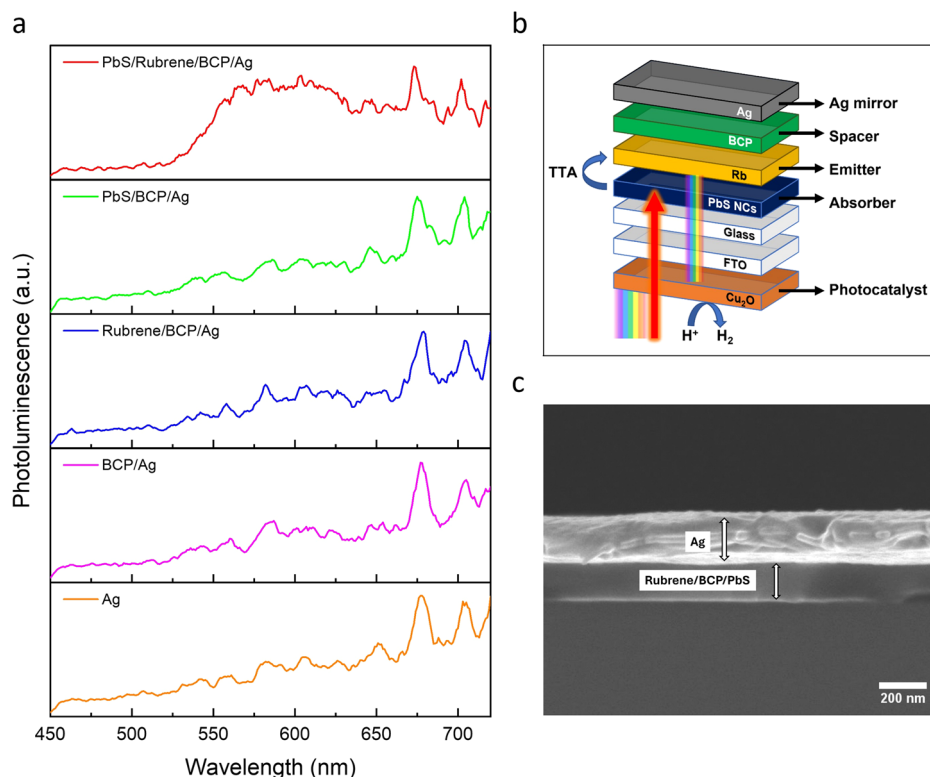 a
PbS/Rubrene/BCP/Ag
PbS/BCP/Ag
Rubrene/BCP/Ag
BCP/Ag
Ag
Photoluminescence (a.u.)
450 500 550 600 650 700
Wavelength (nm)
b
Ag
Ag mirror
BCP
Spacer
TTA
Rb
Emitter
PbS NCs
Absorber
Glass
FTO
Cu₂O
Photocatalyst
H⁺ H₂
c
Ag
Rubrene/BCP/PbS
200 nm